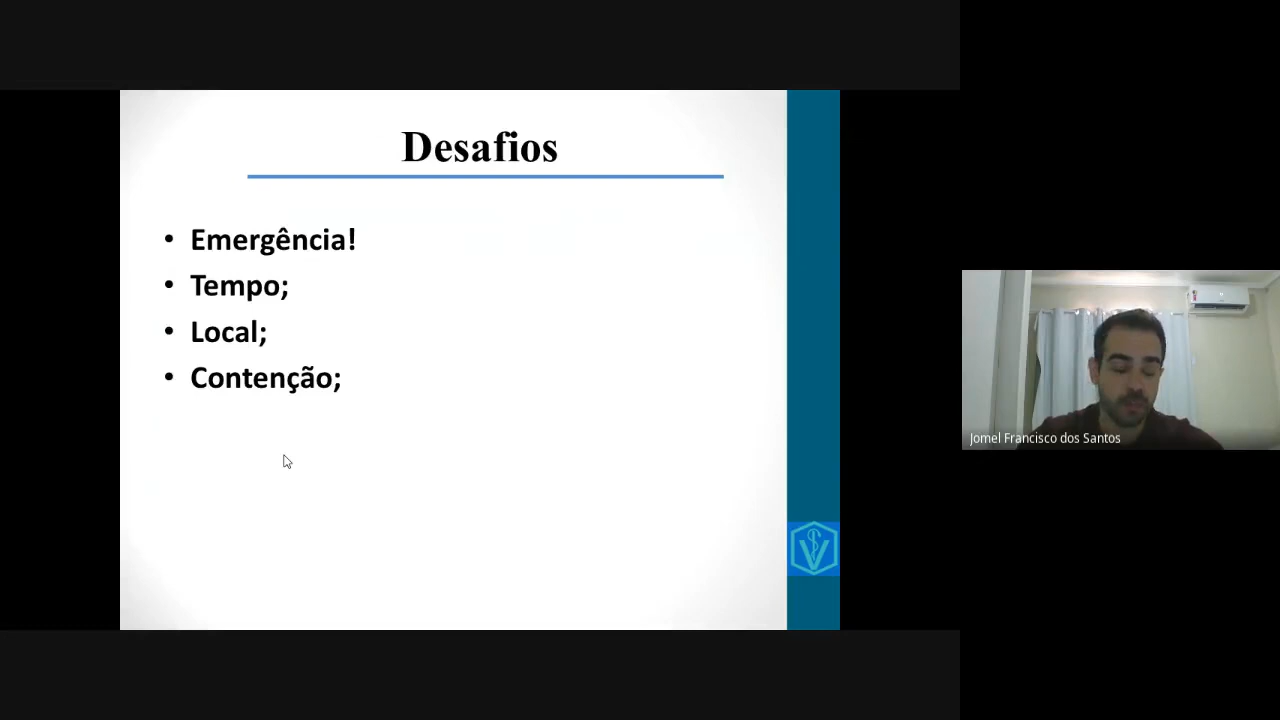 Desafios
• Emergência!
• Tempo;
• Local;
• Contenção;
Jomel Francisco dos Santos
V